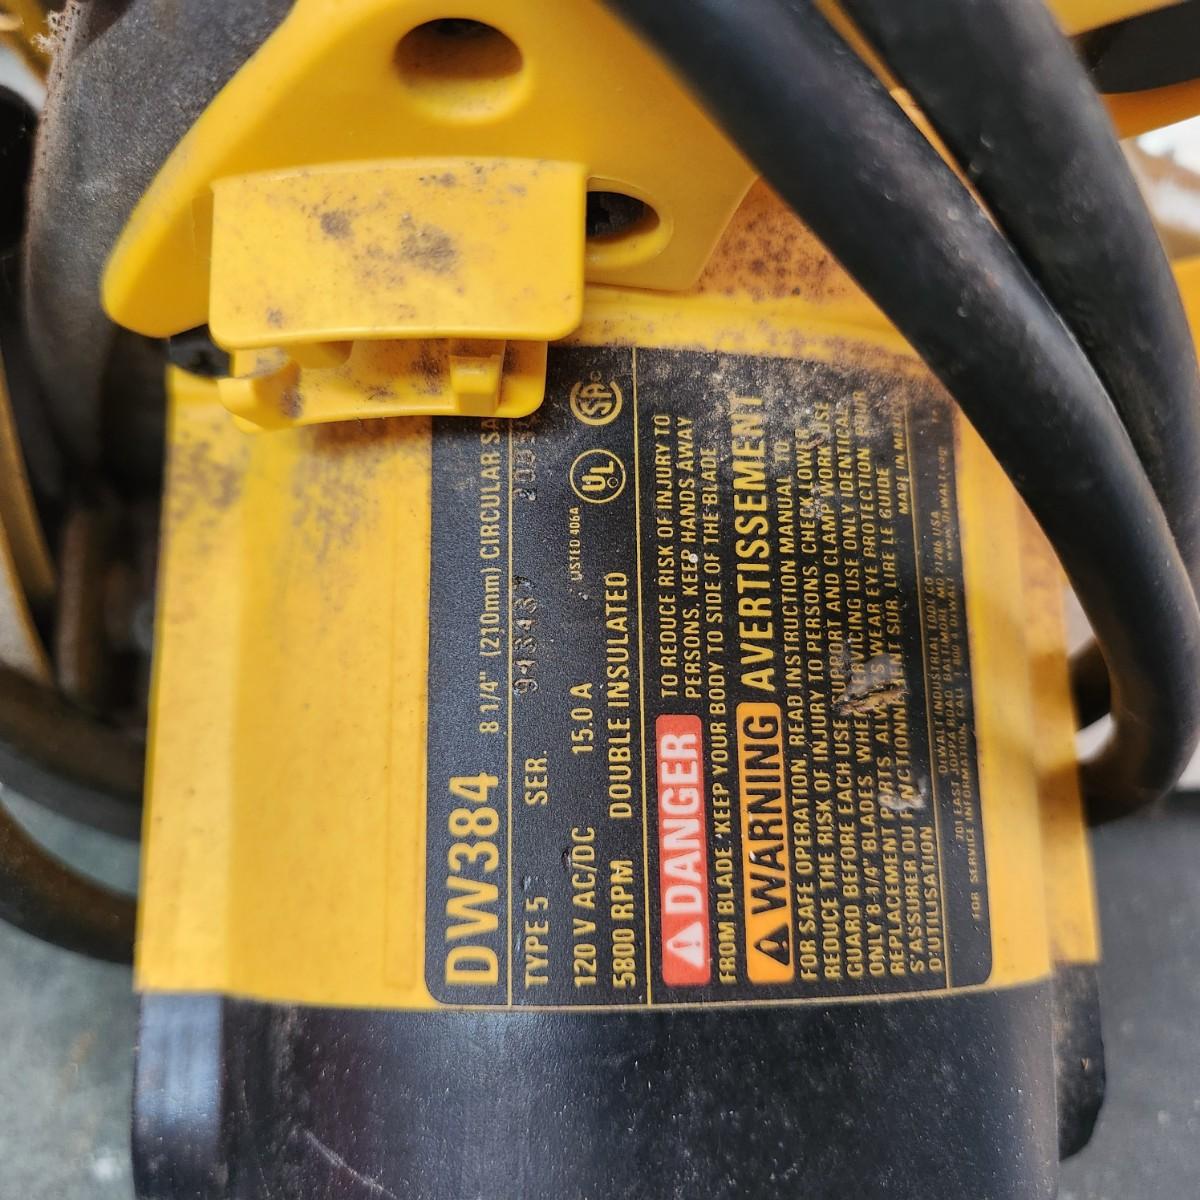 DW384 8 1/4" (210mm) CIRCULAR
TYPE 5 SER.
120 V AC/DC 15.0 A LISTED 406A UL SA
5800 RPM DOUBLE INSULATED
DANGER TO REDUCE RISK OF INJURY TO
PERSONS, KEEP HANDS AWAY
FROM BLADE. KEEP YOUR BODY TO SIDE OF THE BLADE
WARNING AVERTISSEMENT
FOR SAFE OPERATION, READ INSTRUCTION MANUAL TO
REDUCE THE RISK OF INJURY TO PERSONS, CHECK LOWER
GUARD BEFORE EACH USE. SUPPORT AND CLAMP WORK USE
ONLY 8-1/4" BLADES. WHEN SERVICING USE ONLY IDENTICAL
REPLACEMENT PARTS. ALWAYS WEAR EYE PROTECTION POUR
S'ASSURER DU FONCTIONNEMENT SUR, LIRE LE GUIDE
D'UTILISATION MADE IN
DEWALT INDUSTRIAL TOOL CO.
701 EAST JOPPA ROAD BALTIMORE, MD 21286 USA
FOR SERVICE INFORMATION, CALL 1-800-4-DEWALT www.DeWalt.com